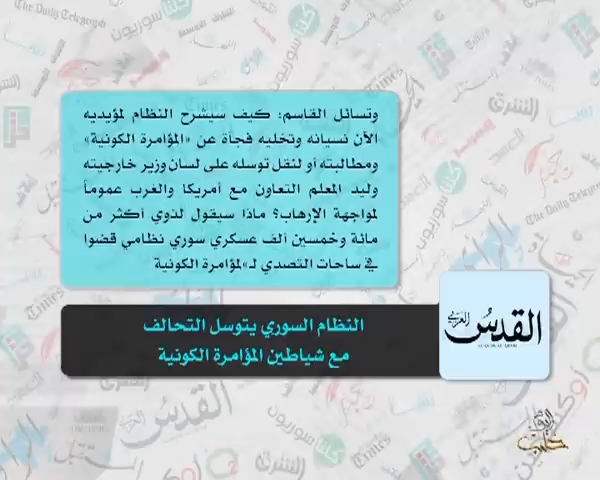 وتسائل القاسم: كيف سيشرح النظام لمؤيديه
الآن نسيانه وتخليه فجأة عن «المؤامرة الكونية»
ومطالبته أو لنقل توسله على لسان وزير خارجيته
وليد المعلم التعاون مع أمريكا والغرب عموماً
لمواجهة الإرهاب؟ ماذا سيقول لذوي أكثر من
مائة وخمسين ألف عسكري سوري نظامي قضوا
في ساحات التصدي لـ»لمؤامرة الكونية
القدس العربي
النظام السوري يتوسل التحالف
مع شياطين المؤامرة الكونية